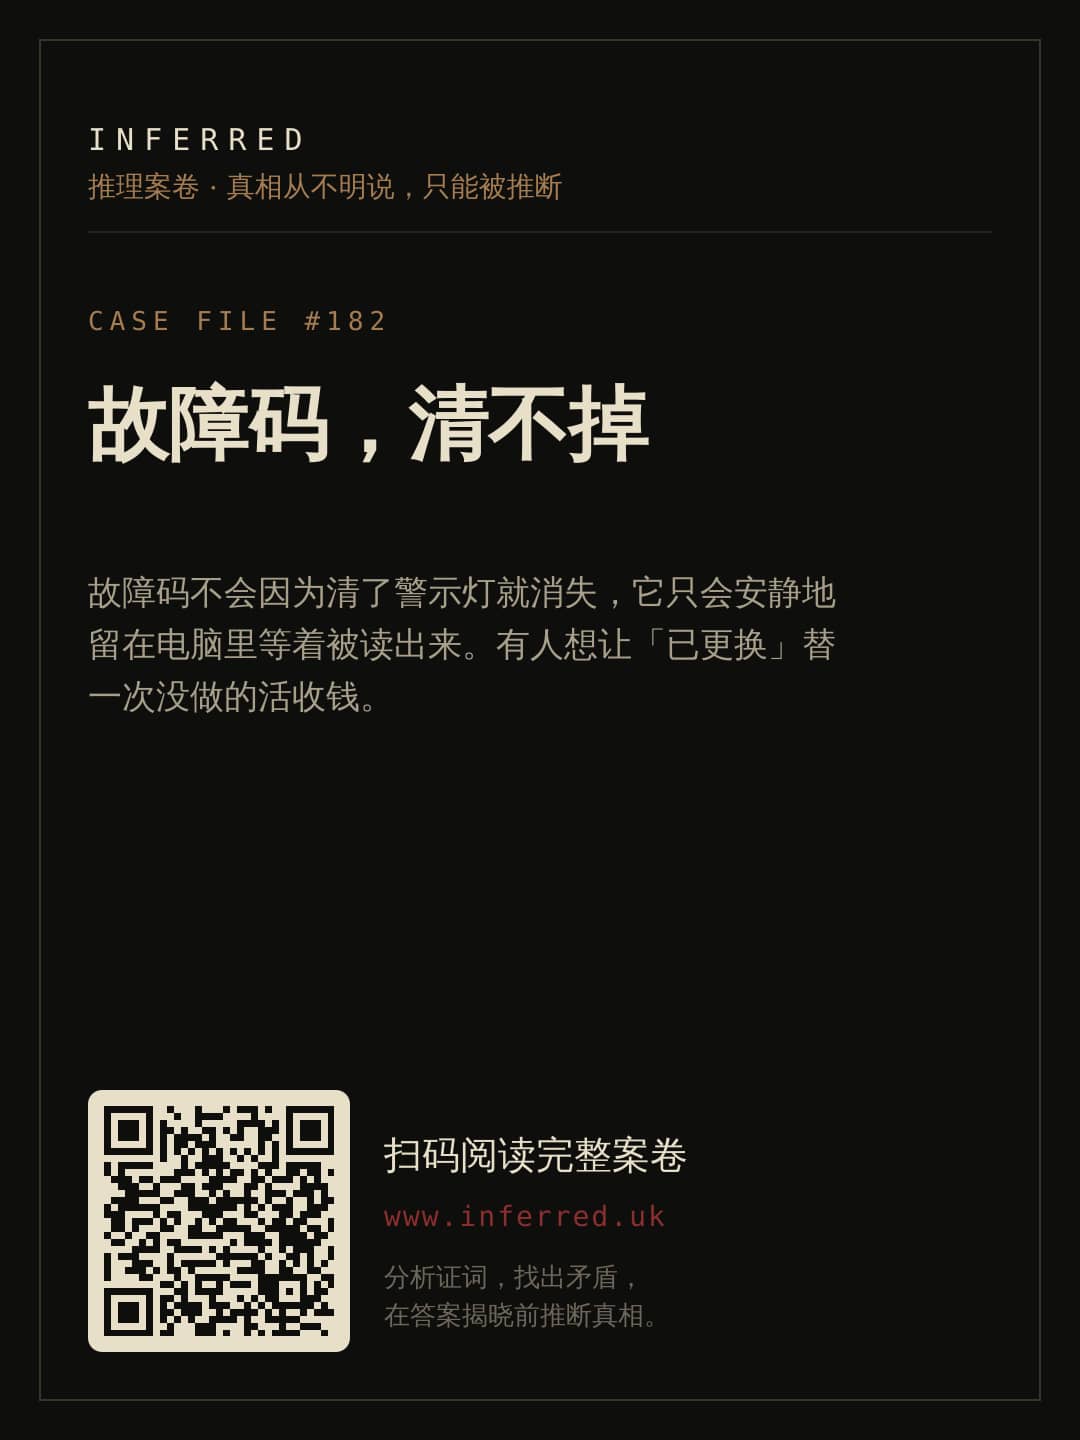 INFERRED
推理案卷 · 真相从不明说，只能被推断
CASE FILE #182
故障码，清不掉
故障码不会因为清了警示灯就消失，它只会安静地
留在电脑里等着被读出来。有人想让「已更换」替
一次没做的活收钱。
扫码阅读完整案卷
www.inferred.uk
分析证词，找出矛盾，
在答案揭晓前推断真相。